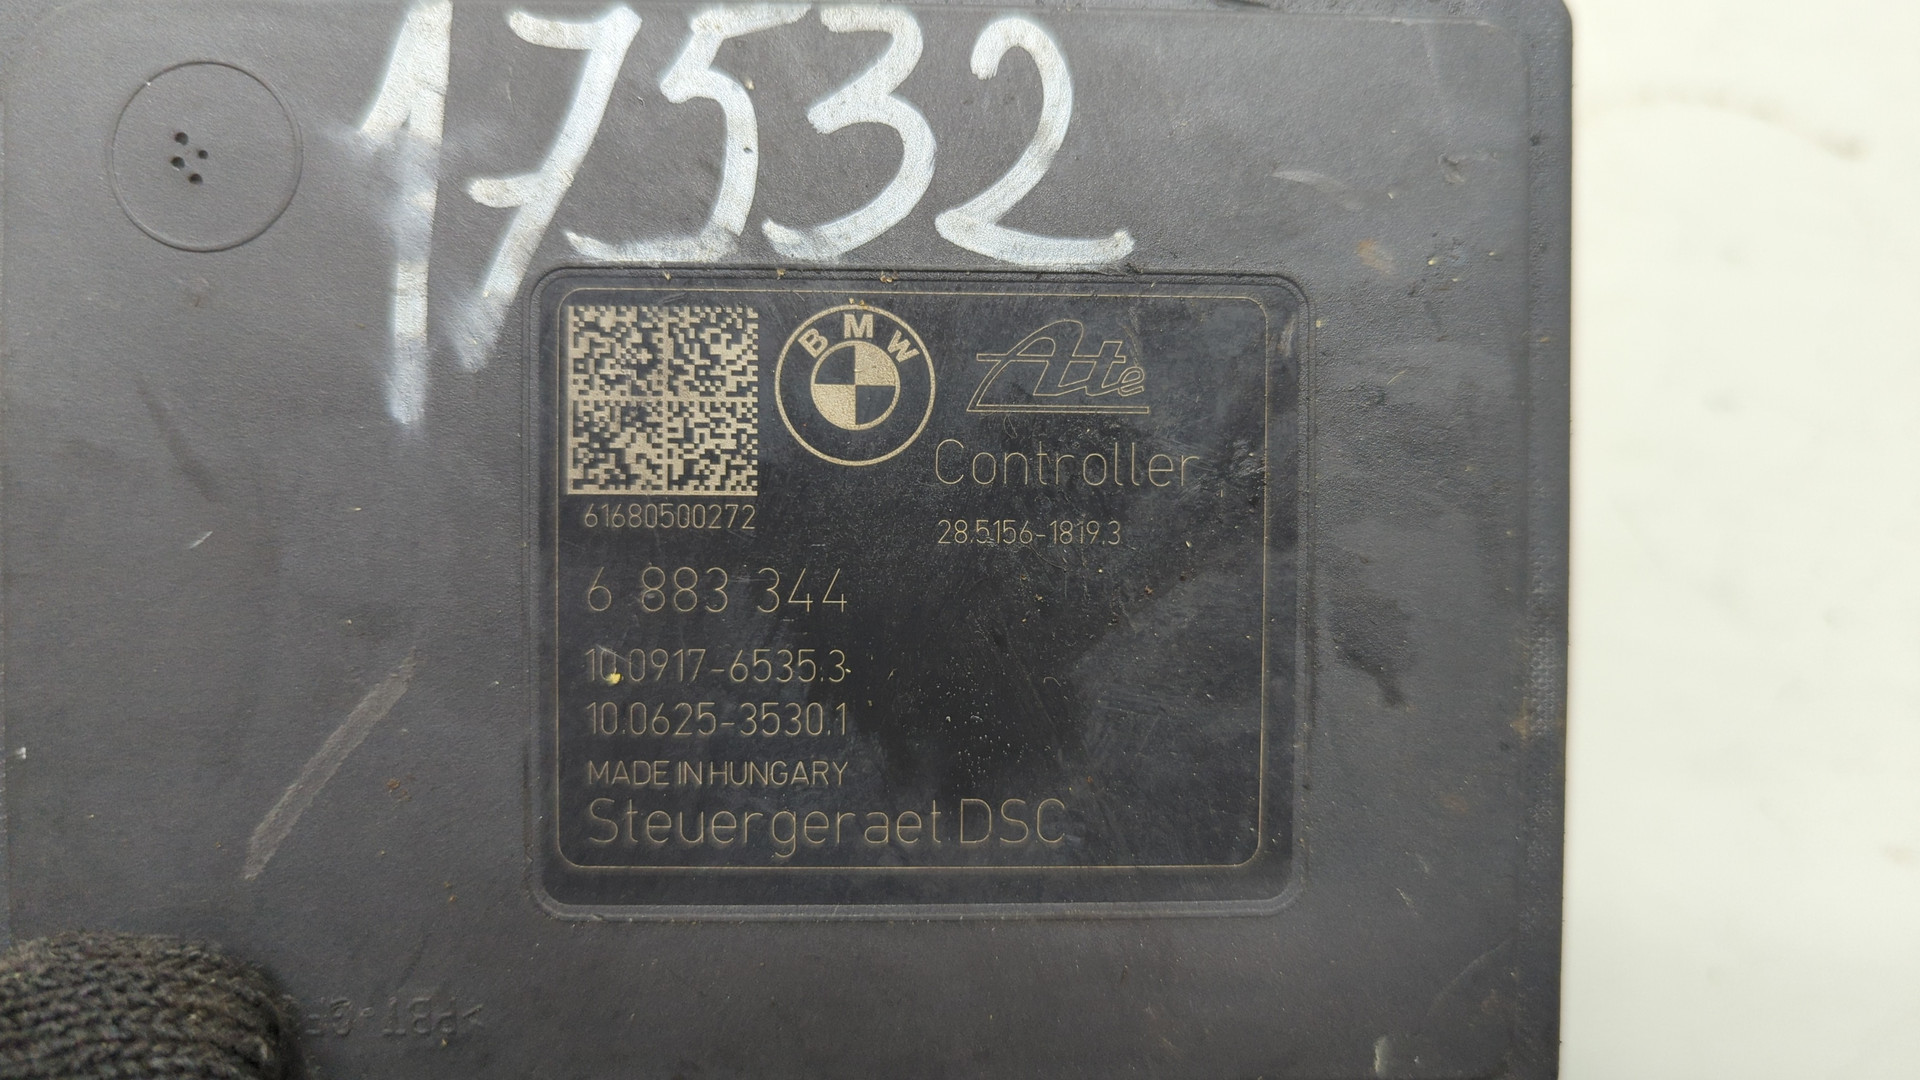 17532
BMW
Ate
Controller
61680500272
28.5156-1819.3
6 883 344
10.0917-6535.3
10.0625-3530.1
MADE IN HUNGARY
Steuergeraet DSC